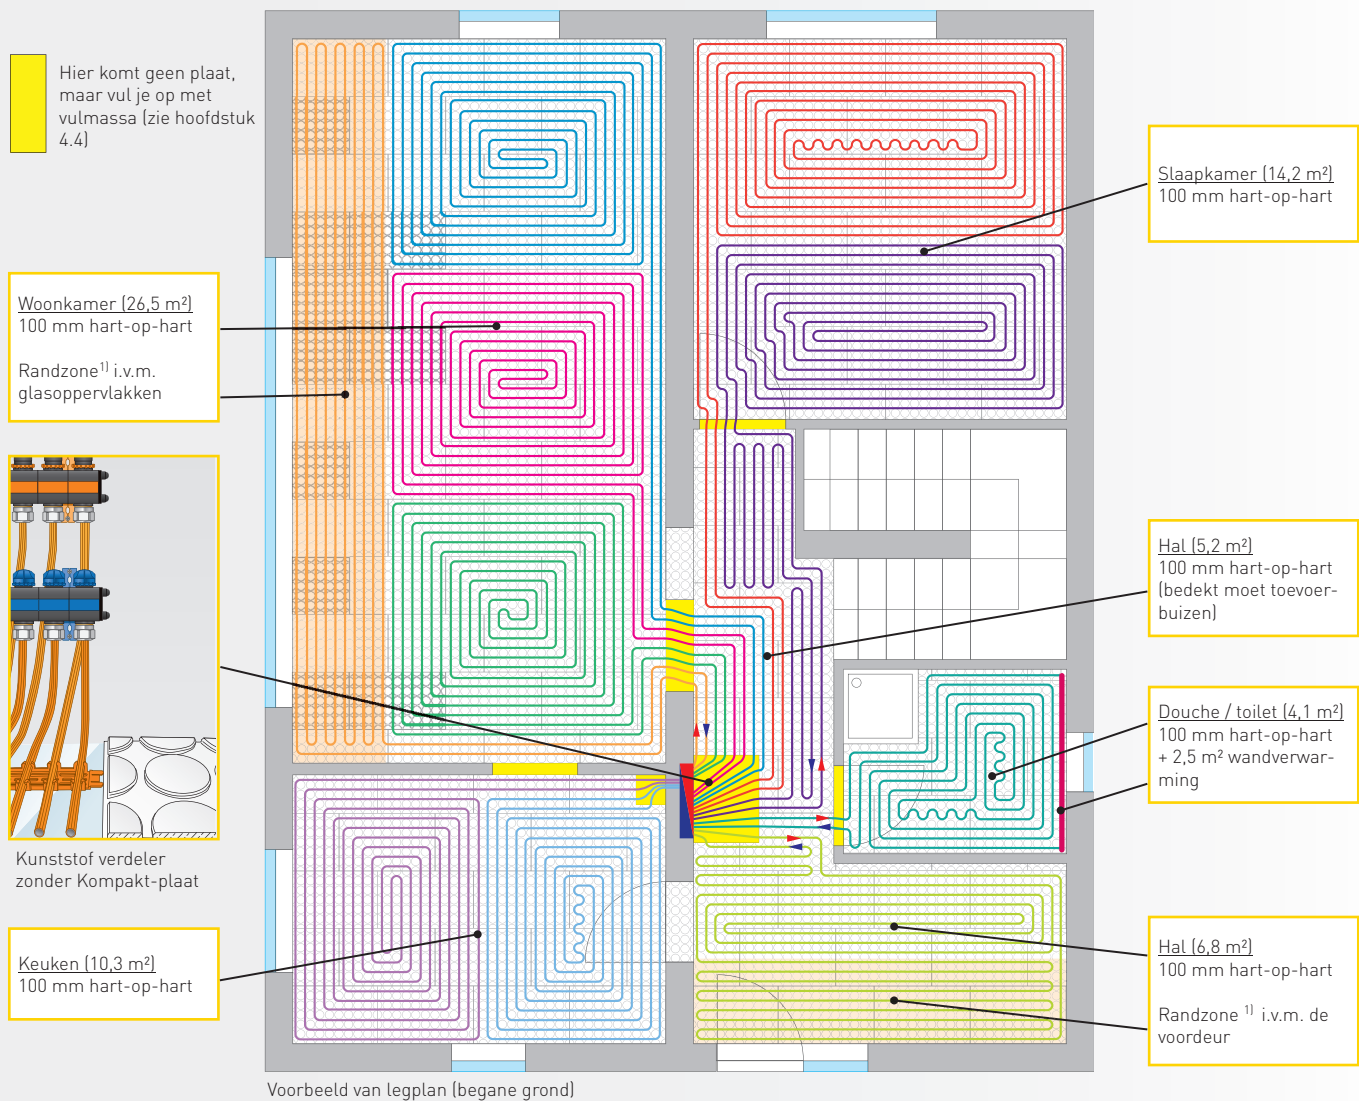 Hier komt geen plaat,
maar vul je op met
vulmassa (zie hoofdstuk
4.4)
Slaapkamer (14,2 m²)
100 mm hart-op-hart
Woonkamer (26,5 m²)
100 mm hart-op-hart
Randzone¹⁾ i.v.m.
glasoppervlakken
Hal (5,2 m²)
100 mm hart-op-hart
(bedekt moet toevoer-
buizen)
Douche / toilet (4,1 m²)
100 mm hart-op-hart
+ 2,5 m² wandverwar-
ming
Kunststof verdeler
zonder Kompakt-plaat
Keuken (10,3 m²)
100 mm hart-op-hart
Hal (6,8 m²)
100 mm hart-op-hart
Randzone ¹⁾ i.v.m. de
voordeur
Voorbeeld van legplan (begane grond)